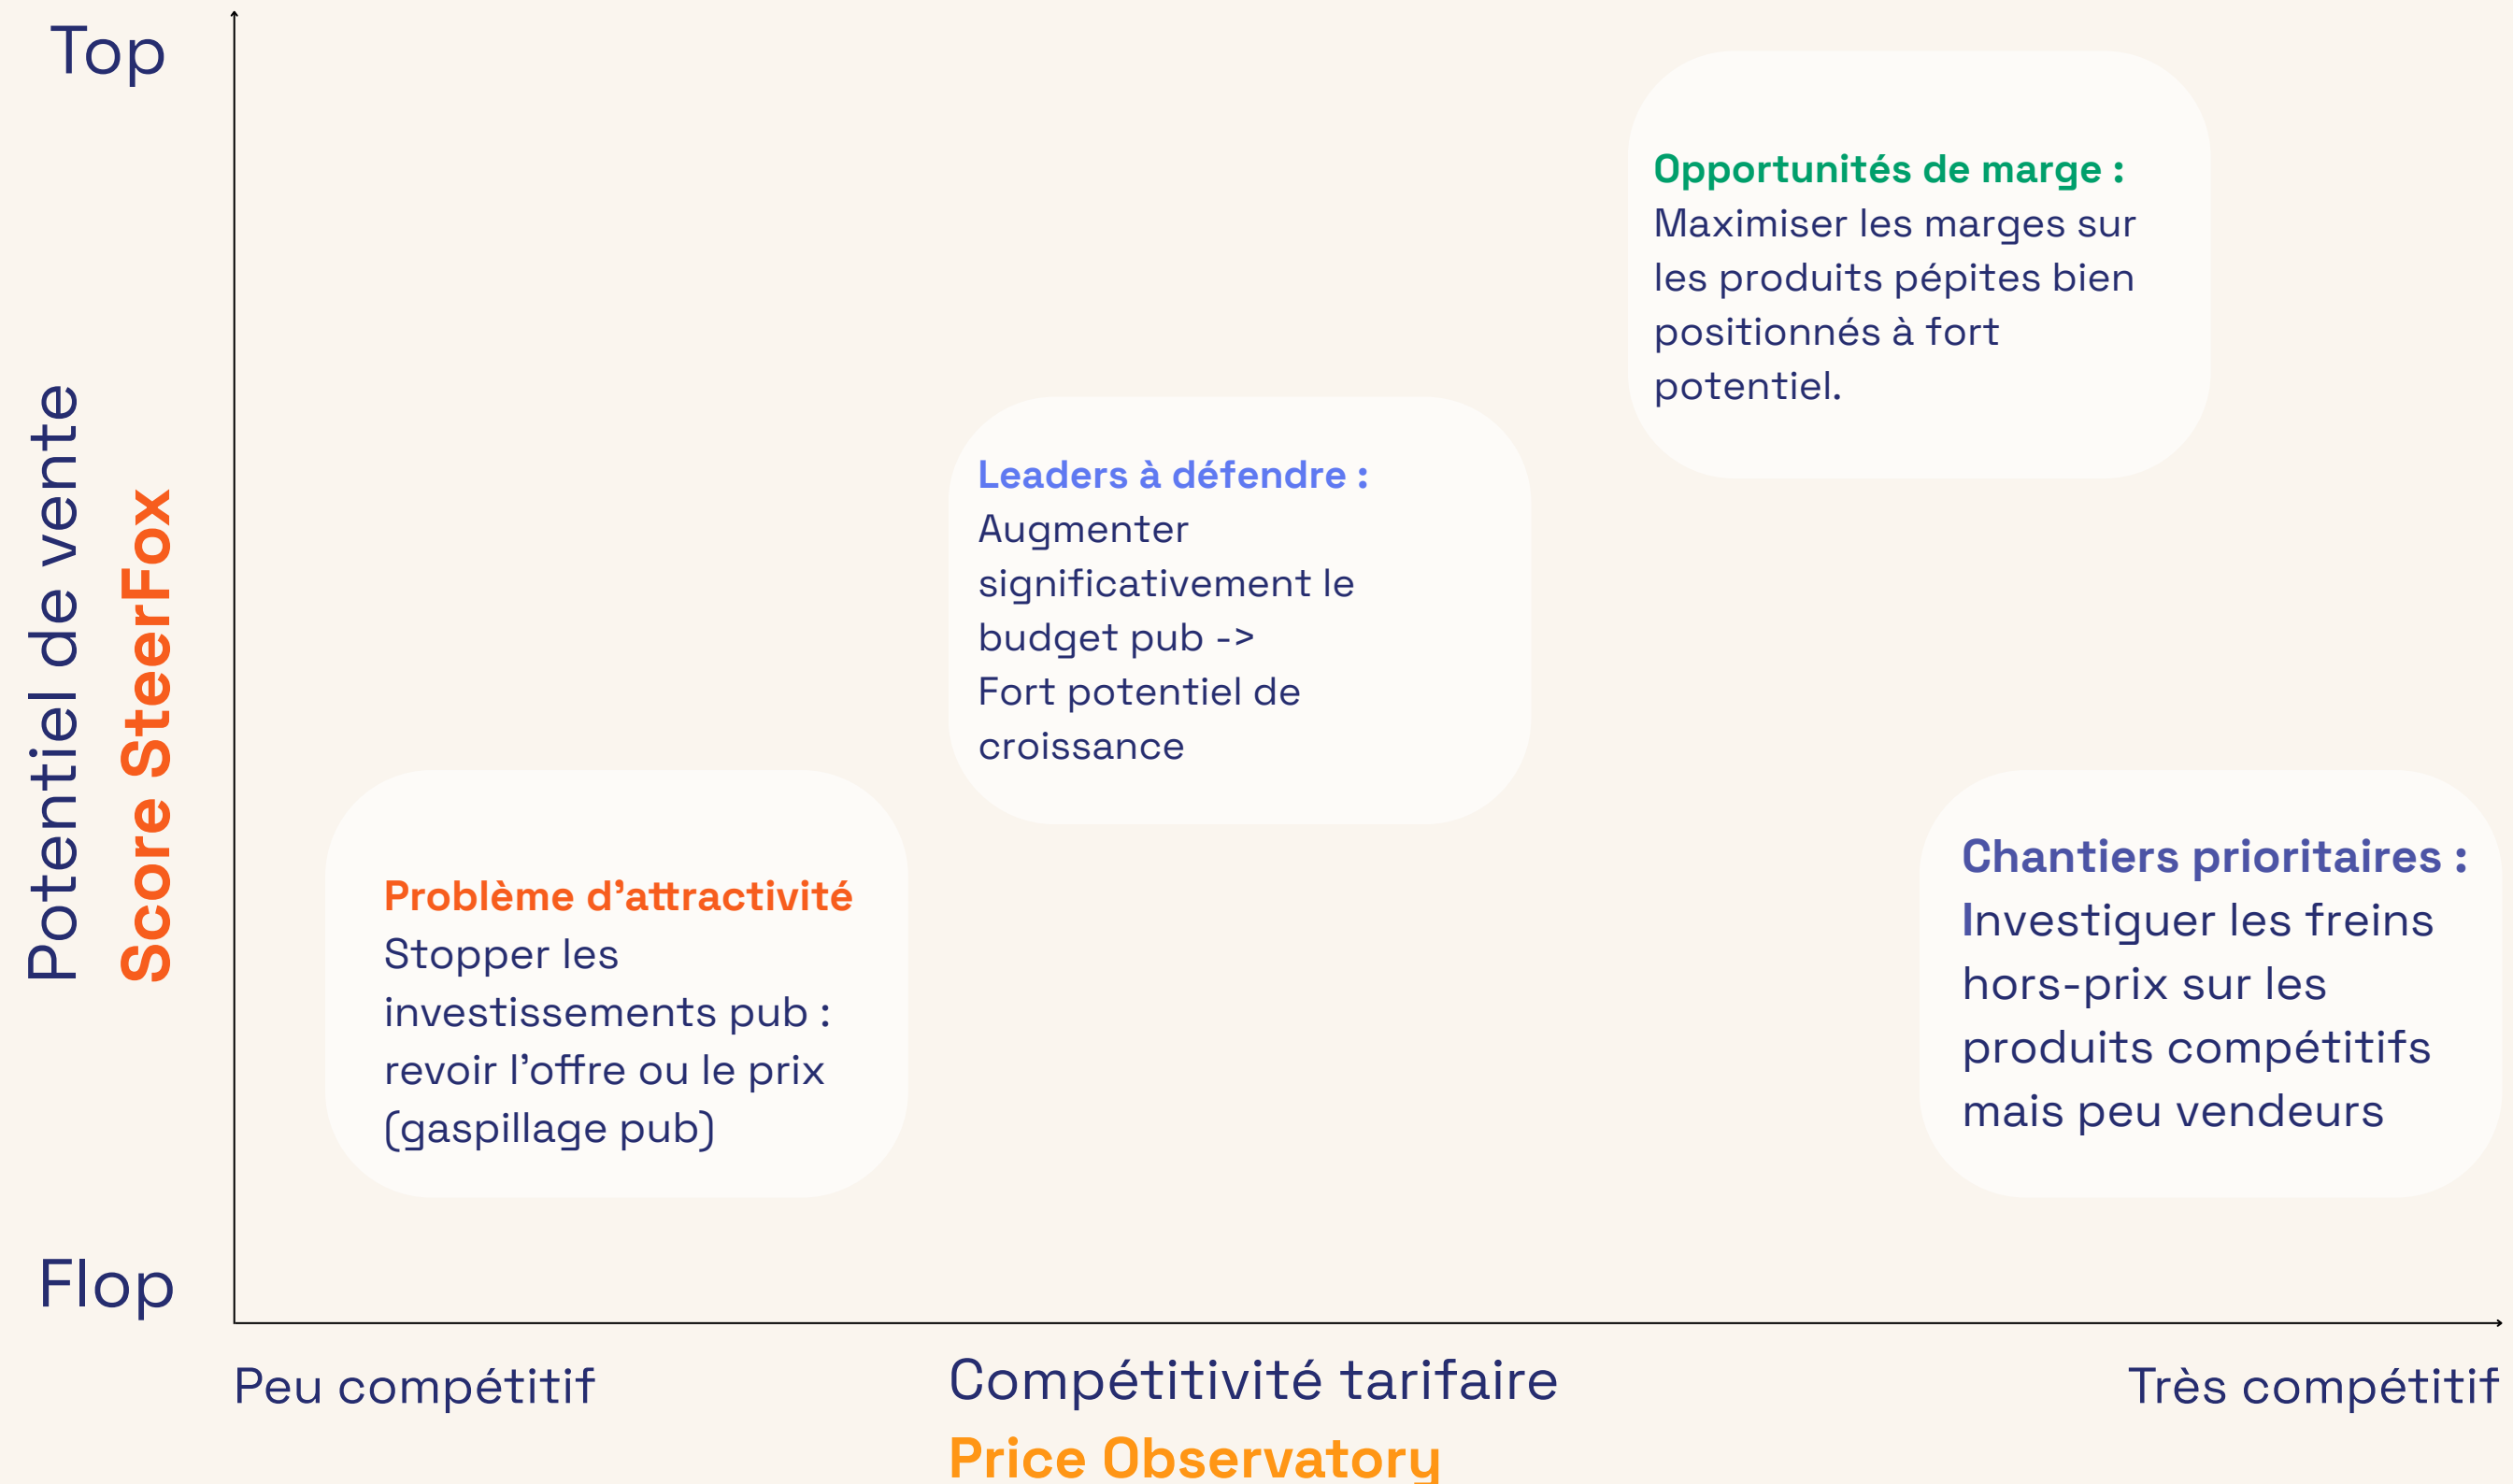 Top
Opportunités de marge :
Maximiser les marges sur
les produits pépites bien
positionnés à fort
potentiel.
Leaders à défendre :
Augmenter
significativement le
budget pub ->
Fort potentiel de
croissance
Potentiel de vente
Score SteerFox
Problème d’attractivité
Stopper les
investissements pub :
revoir l’offre ou le prix
(gaspillage pub)
Chantiers prioritaires :
Investiguer les freins
hors-prix sur les
produits compétitifs
mais peu vendeurs
Flop
Peu compétitif
Compétitivité tarifaire
Price Observatory
Très compétitif